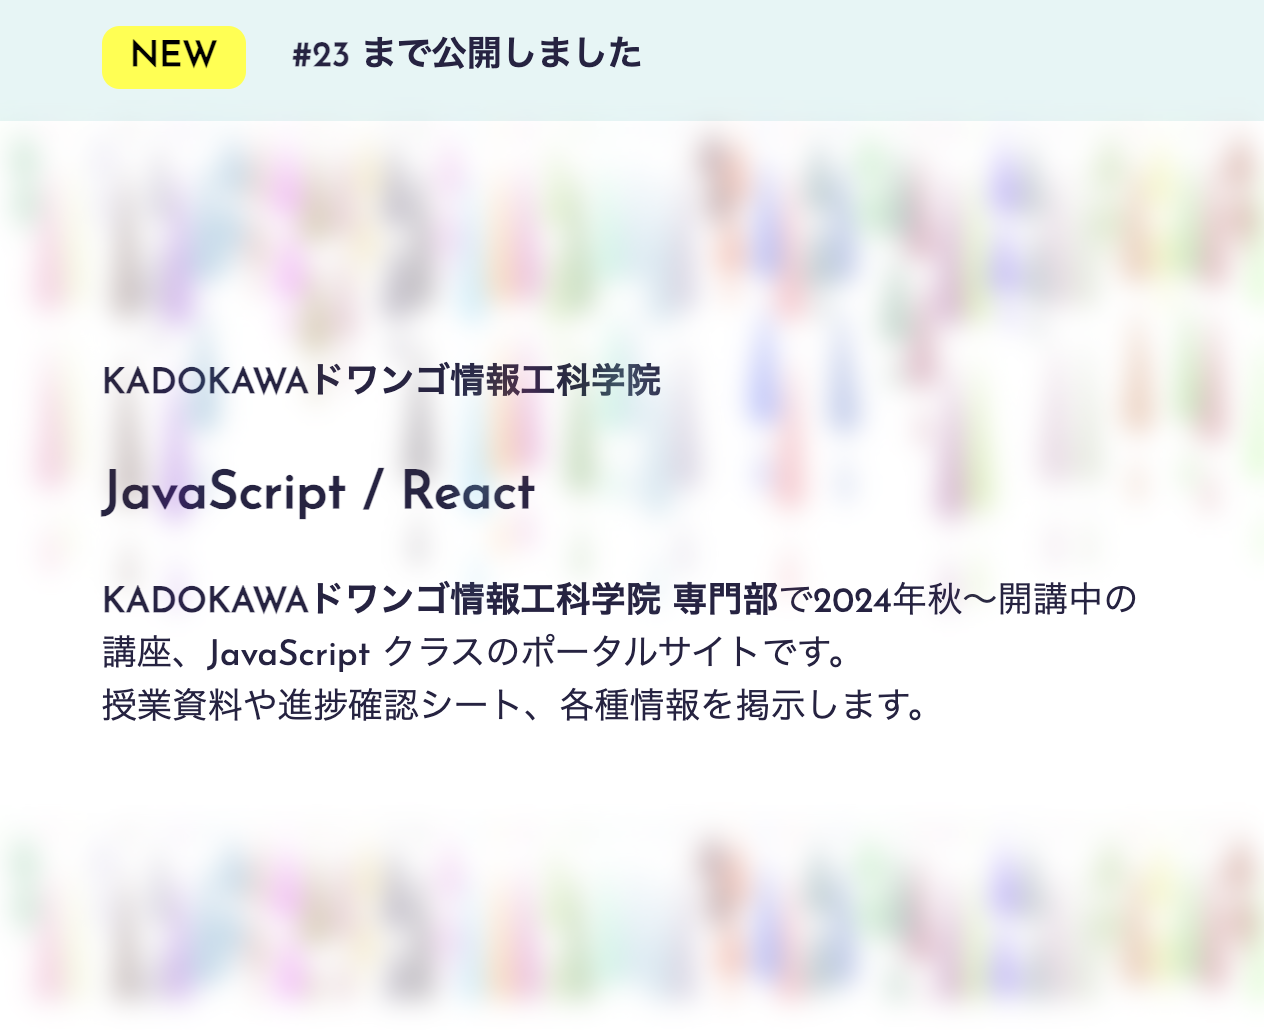 NEW #23 まで公開しました
KADOKAWAドワンゴ情報工科学院
JavaScript / React
KADOKAWAドワンゴ情報工科学院 専門部で2024年秋〜開講中の
講座、JavaScript クラスのポータルサイトです。
授業資料や進捗確認シート、各種情報を掲示します。